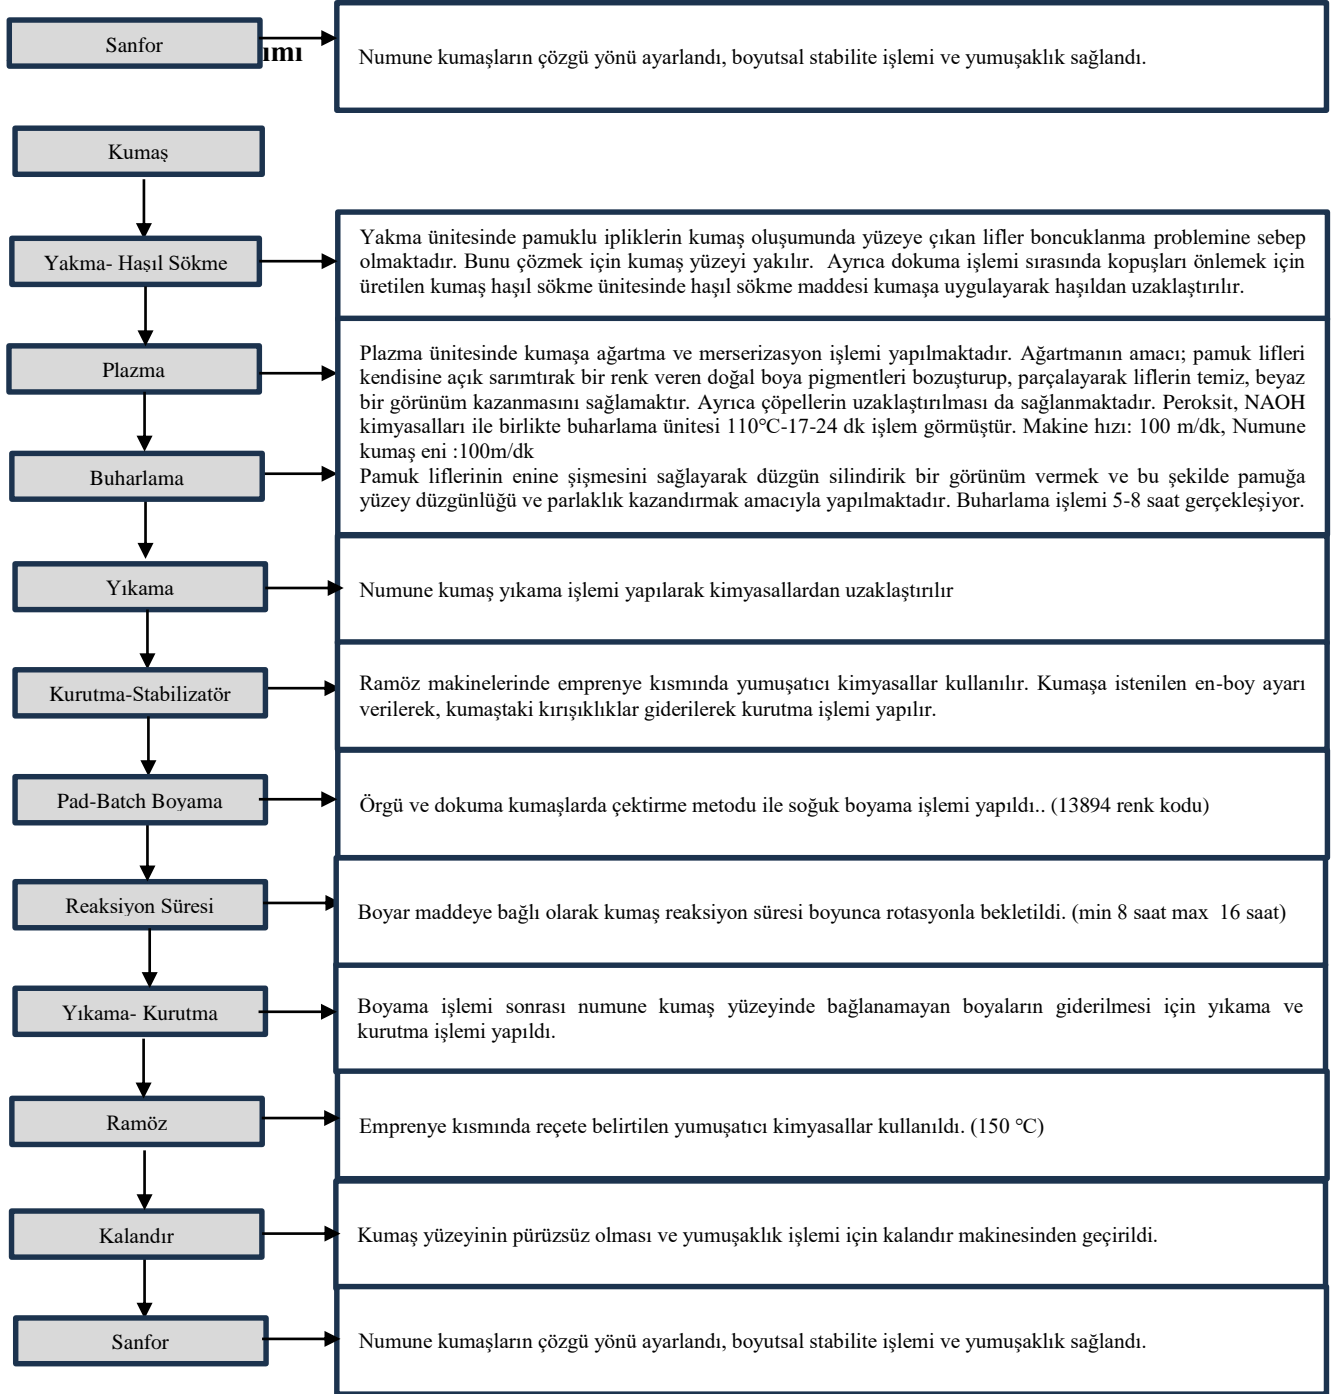 Sanfor
ımı
Numune kumaşların çözgü yönü ayarlandı, boyutsal stabilite işlemi ve yumuşaklık sağlandı.
Kumaş
Yakma- Haşıl Sökme
Yakma ünitesinde pamuklu ipliklerin kumaş oluşumunda yüzeye çıkan lifler boncuklanma problemine sebep
olmaktadır. Bunu çözmek için kumaş yüzeyi yakılır. Ayrıca dokuma işlemi sırasında kopuşları önlemek için
üretilen kumaş haşıl sökme ünitesinde haşıl sökme maddesi kumaşa uygulayarak haşıldan uzaklaştırılır.
Plazma
Plazma ünitesinde kumaşa ağartma ve merserizasyon işlemi yapılmaktadır. Ağartmanın amacı; pamuk lifleri
kendisine açık sarımtırak bir renk veren doğal boya pigmentleri bozuşturup, parçalayarak liflerin temiz, beyaz
bir görünüm kazanmasını sağlamaktır. Ayrıca çöpellerin uzaklaştırılması da sağlanmaktadır. Peroksit, NAOH
kimyasalları ile birlikte buharlama ünitesi 110°C-17-24 dk işlem görmüştür. Makine hızı: 100 m/dk, Numune
kumaş eni :100m/dk
Buharlama
Pamuk liflerinin enine şişmesini sağlayarak düzgün silindirik bir görünüm vermek ve bu şekilde pamuğa
yüzey düzgünlüğü ve parlaklık kazandırmak amacıyla yapılmaktadır. Buharlama işlemi 5-8 saat gerçekleşiyor.
Yıkama
Numune kumaş yıkama işlemi yapılarak kimyasallardan uzaklaştırılır
Kurutma-Stabilizatör
Ramöz makinelerinde emprenye kısmında yumuşatıcı kimyasallar kullanılır. Kumaşa istenilen en-boy ayarı
verilerek, kumaştaki kırışıklıklar giderilerek kurutma işlemi yapılır.
Pad-Batch Boyama
Örgü ve dokuma kumaşlarda çektirme metodu ile soğuk boyama işlemi yapıldı.. (13894 renk kodu)
Reaksiyon Süresi
Boyar maddeye bağlı olarak kumaş reaksiyon süresi boyunca rotasyonla bekletildi. (min 8 saat max 16 saat)
Yıkama- Kurutma
Boyama işlemi sonrası numune kumaş yüzeyinde bağlanamayan boyaların giderilmesi için yıkama ve
kurutma işlemi yapıldı.
Ramöz
Emprenye kısmında reçete belirtilen yumuşatıcı kimyasallar kullanıldı. (150 °C)
Kalandır
Kumaş yüzeyinin pürüzsüz olması ve yumuşaklık işlemi için kalandır makinesinden geçirildi.
Sanfor
Numune kumaşların çözgü yönü ayarlandı, boyutsal stabilite işlemi ve yumuşaklık sağlandı.